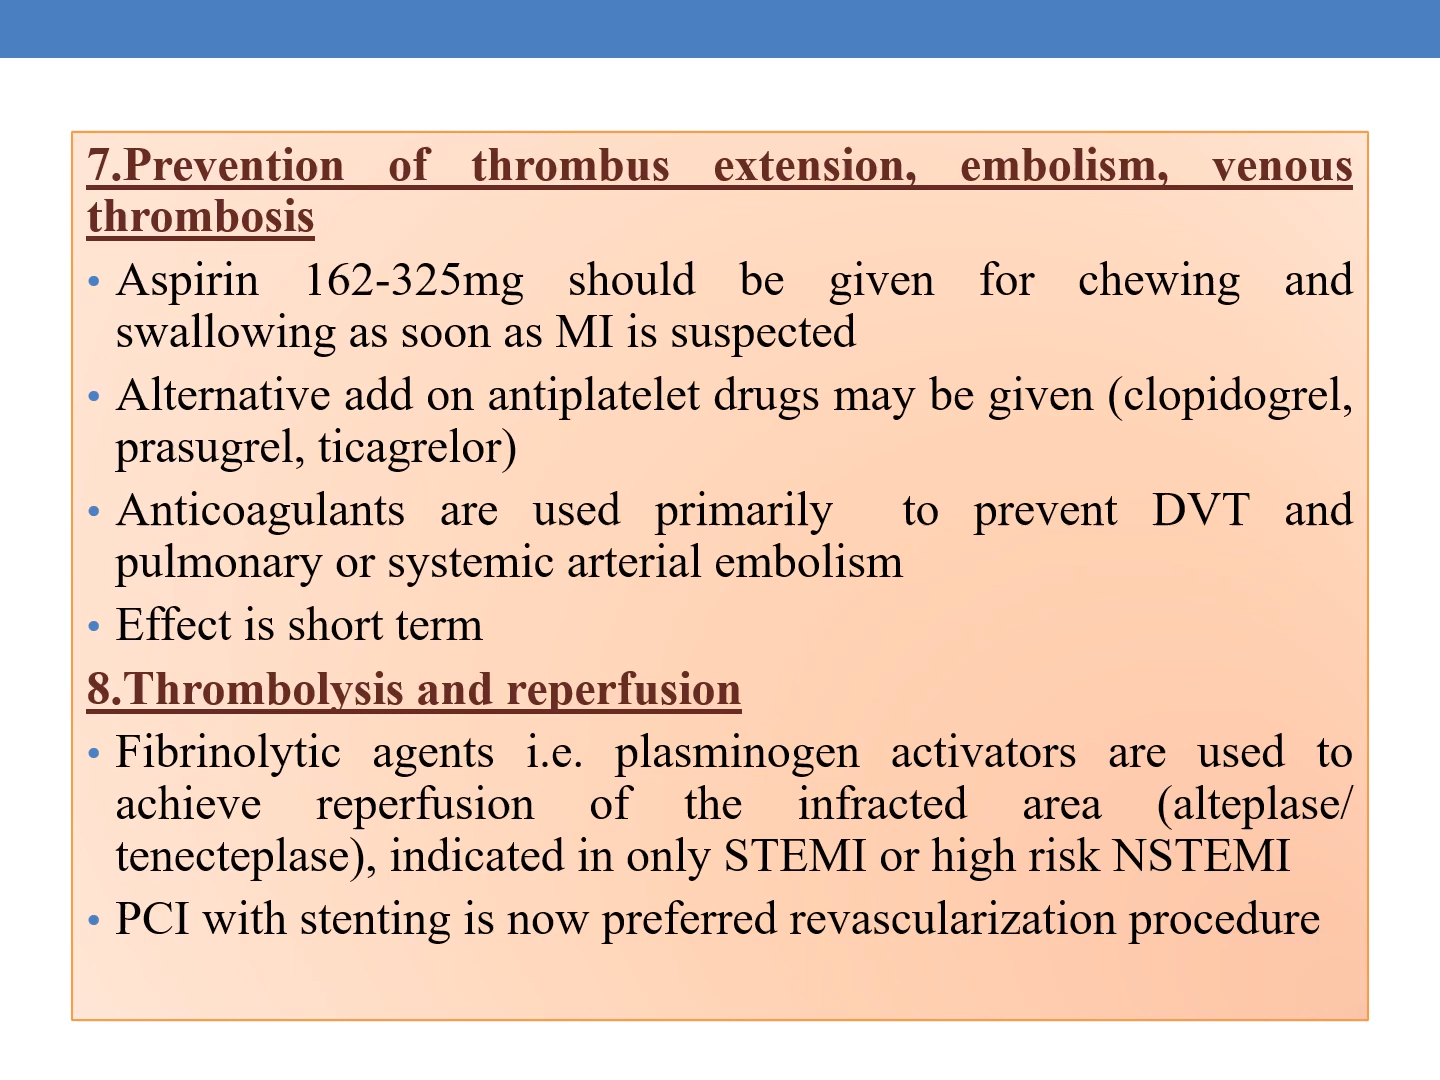 7.Prevention of thrombus extension, embolism, venous
thrombosis
• Aspirin 162-325mg should be given for chewing and
swallowing as soon as MI is suspected
• Alternative add on antiplatelet drugs may be given (clopidogrel,
prasugrel, ticagrelor)
• Anticoagulants are used primarily to prevent DVT and
pulmonary or systemic arterial embolism
• Effect is short term
8.Thrombolysis and reperfusion
• Fibrinolytic agents i.e. plasminogen activators are used to
achieve reperfusion of the infracted area (alteplase/
tenecteplase), indicated in only STEMI or high risk NSTEMI
• PCI with stenting is now preferred revascularization procedure